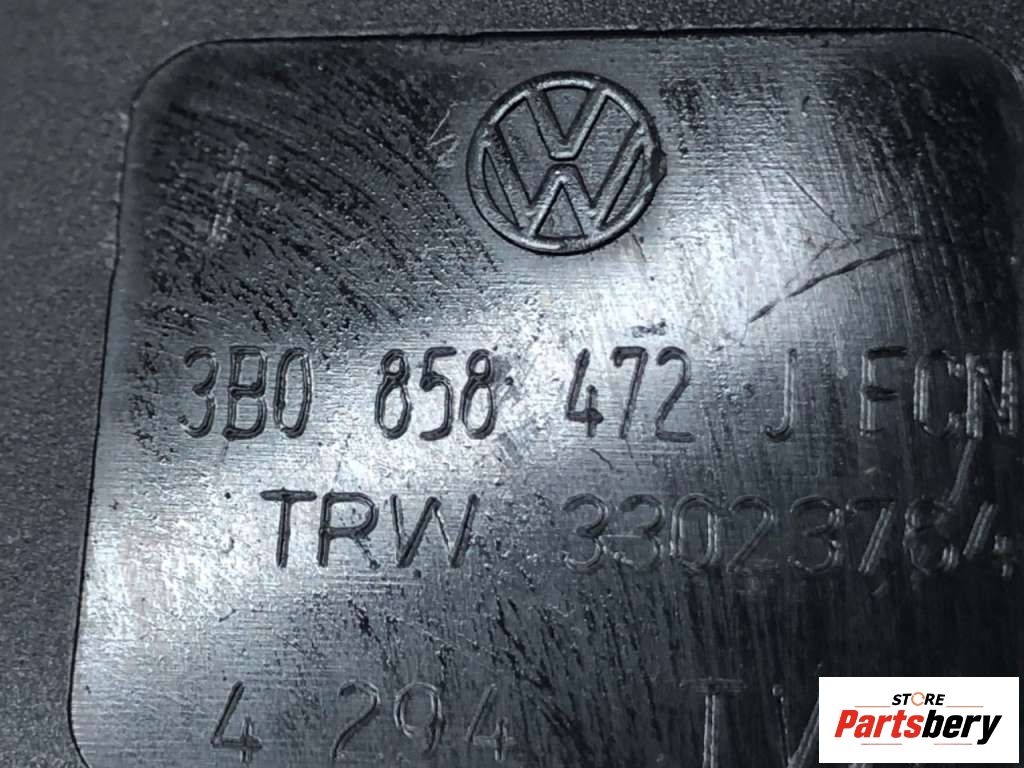 3B0 858 472 J FCN
TRW 33023784
4 294
STORE
Partsbery